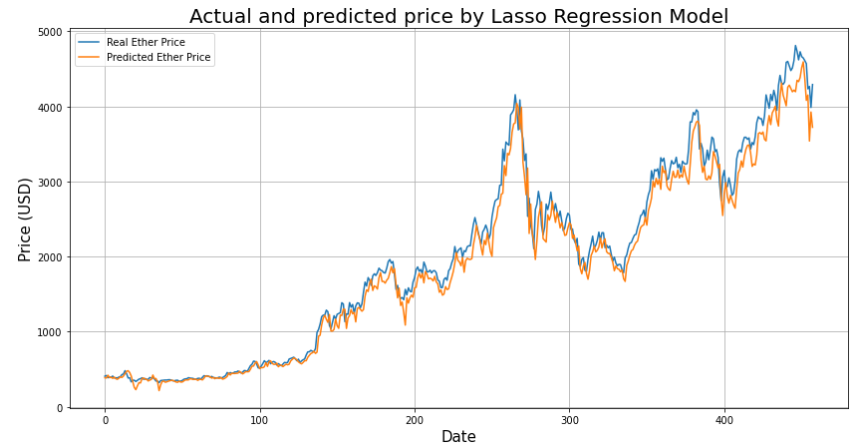 Actual and predicted price by Lasso Regression Model
Real Ether Price
Predicted Ether Price
Price (USD)
5000
4000
3000
2000
1000
0
0 100 200 300 400
Date